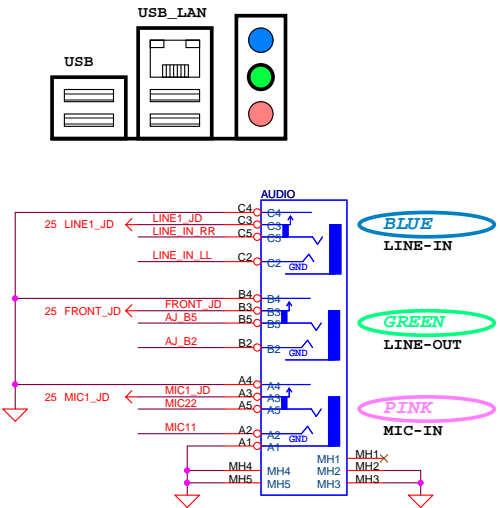 USB_LAN
USB
AUDIO
C4 C4
25 LINE1_JD LINE1_JD C3 C3
LINE_IN_RR C5 C5
LINE_IN_LL C2 C2
GND
BLUE
LINE-IN
B4 B4
25 FRONT_JD FRONT_JD B3 B3
AJ_B5 B5 B5
AJ_B2 B2 B2
GND
GREEN
LINE-OUT
A4 A4
25 MIC1_JD MIC1_JD A3 A3
MIC22 A5 A5
MIC11 A2 A2
GND
A1 A1
PINK
MIC-IN
MH1 MH1
MH4 MH4 MH2 MH2
MH5 MH5 MH3 MH3